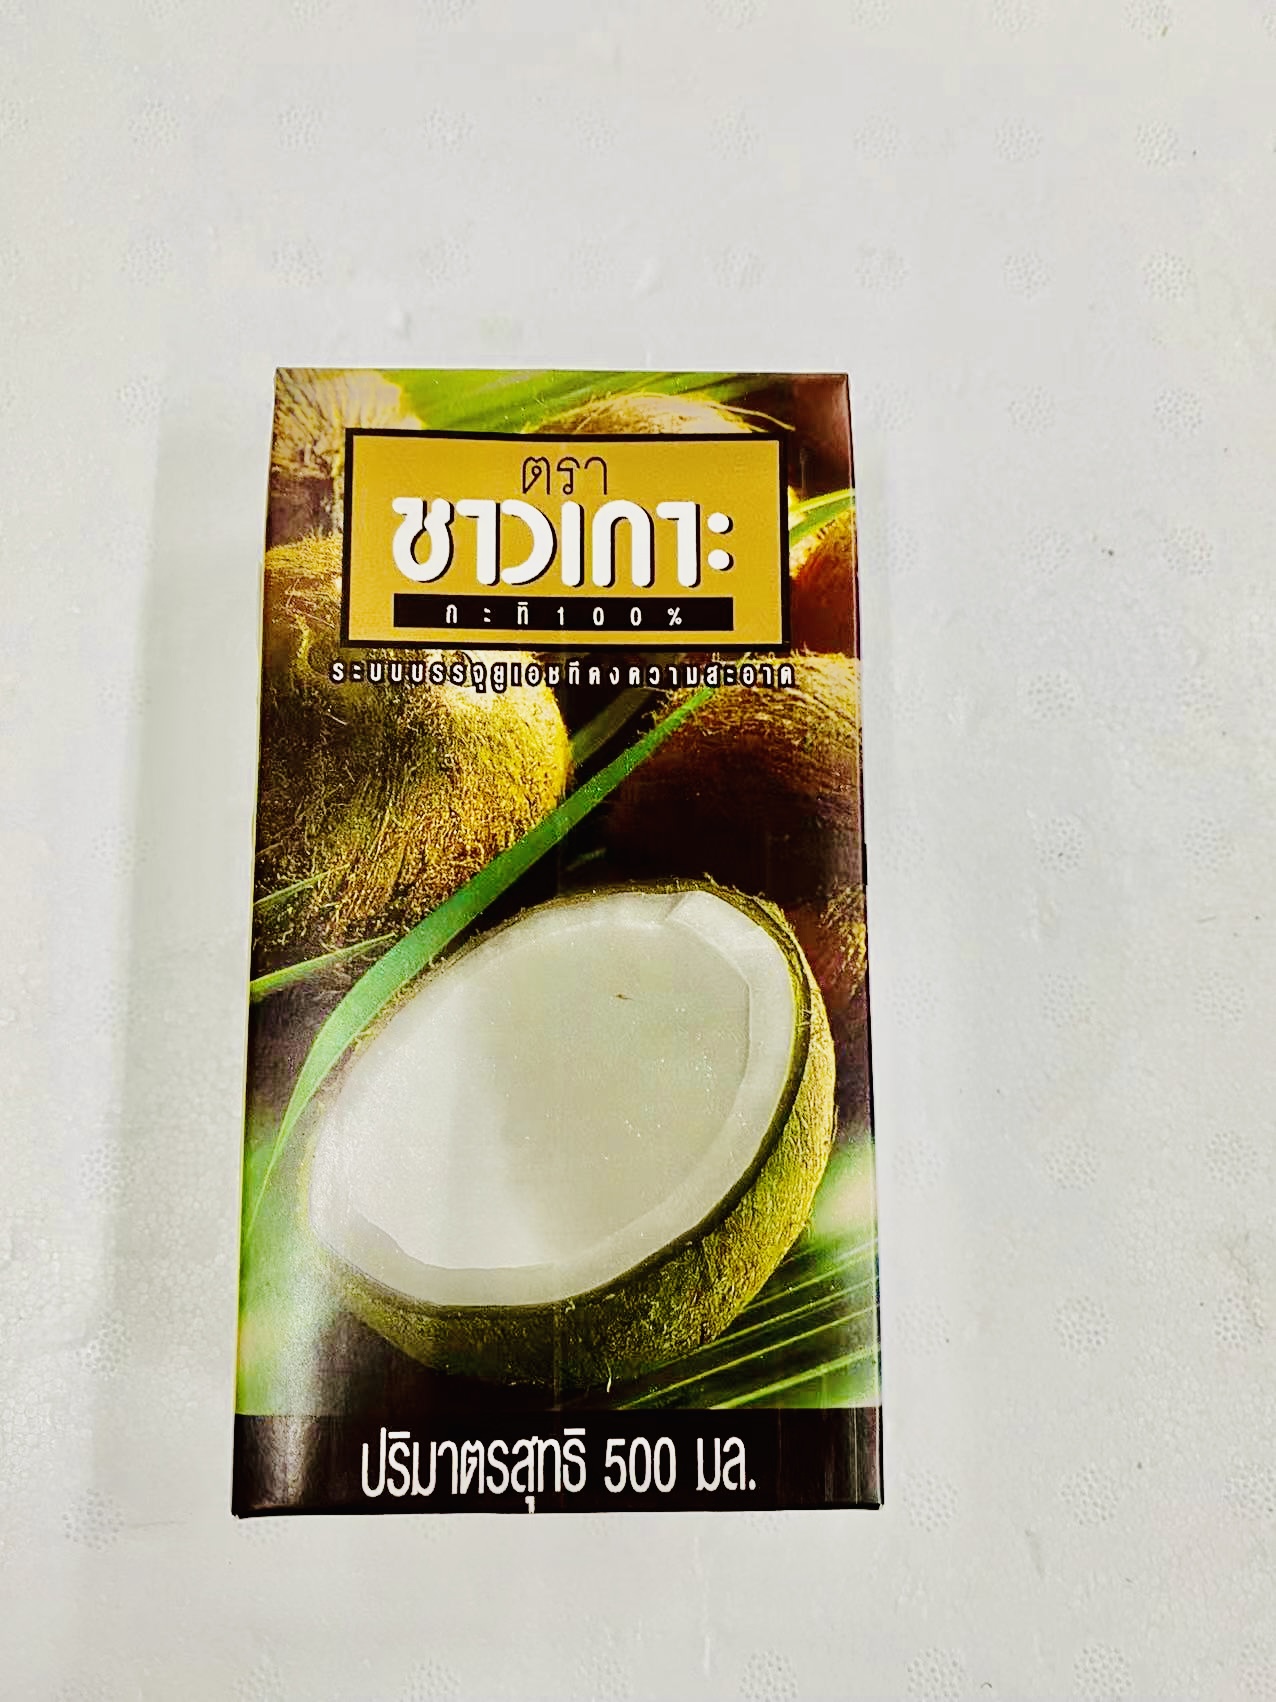 ตรา
ชาวเกาะ
กะทิ 100%
ระบบบรรจุยูเอชทีคงความสะอาด
ปริมาตรสุทธิ 500 มล.